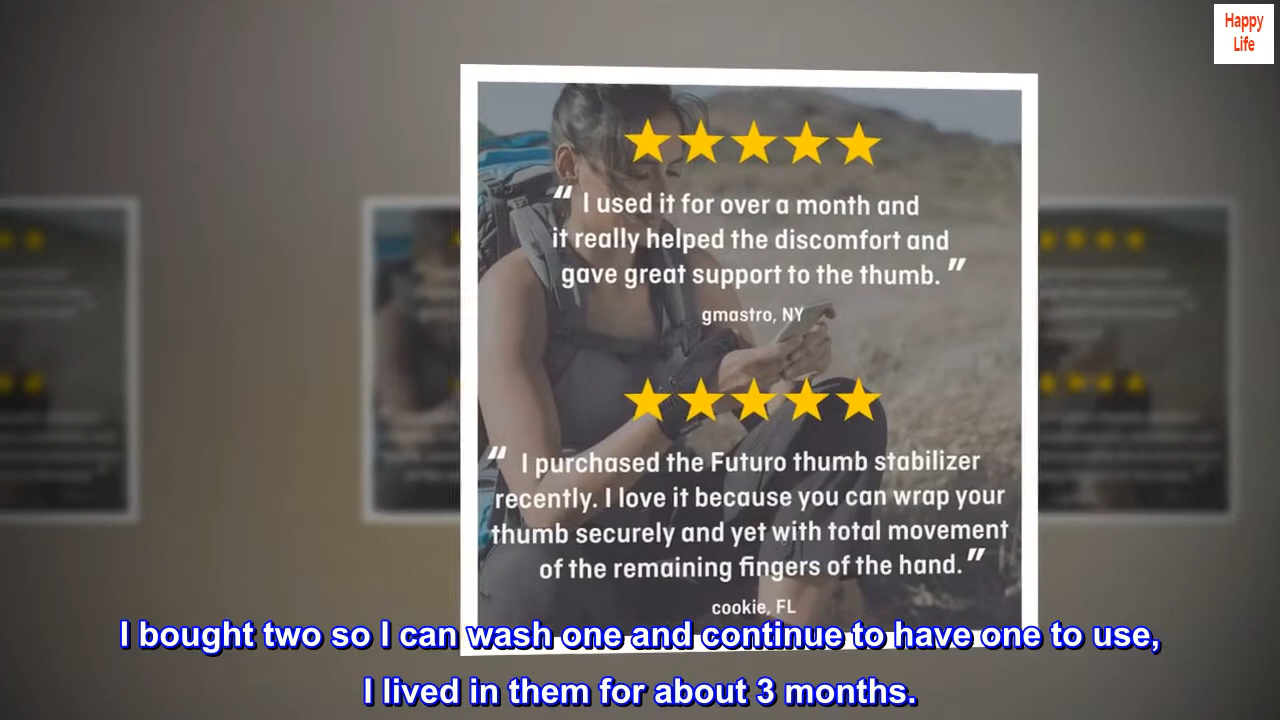 Happy
Life
“ I used it for over a month and
it really helped the discomfort and
gave great support to the thumb. ”
gmastro, NY
“ I purchased the Futuro thumb stabilizer
recently. I love it because you can wrap your
thumb securely and yet with total movement
of the remaining fingers of the hand. ”
cookie, FL
I bought two so I can wash one and continue to have one to use,
I lived in them for about 3 months.